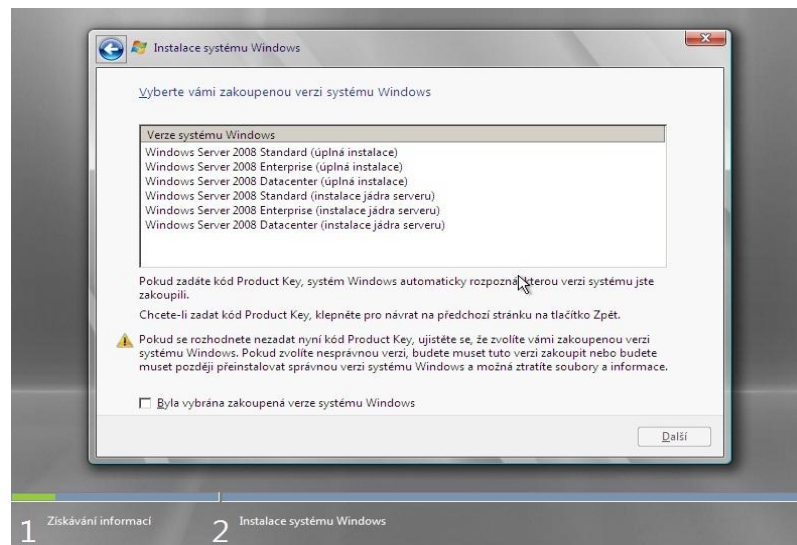 Instalace systému Windows
Vyberte vámi zakoupenou verzi systému Windows
Verze systému Windows
Windows Server 2008 Standard (úplná instalace)
Windows Server 2008 Enterprise (úplná instalace)
Windows Server 2008 Datacenter (úplná instalace)
Windows Server 2008 Standard (instalace jádra serveru)
Windows Server 2008 Enterprise (instalace jádra serveru)
Windows Server 2008 Datacenter (instalace jádra serveru)
Pokud zadáte kód Product Key, systém Windows automaticky rozpozná, kterou verzi systému jste
zakoupili.
Chcete-li zadat kód Product Key, klepněte pro návrat na předchozí stránku na tlačítko Zpět.
Pokud se rozhodnete nezadat nyní kód Product Key, ujistěte se, že zvolíte vámi zakoupenou verzi
systému Windows. Pokud zvolíte nesprávnou verzi, budete muset tuto verzi zakoupit nebo budete
muset později přeinstalovat správnou verzi systému Windows a možná ztratíte soubory a informace.
Byla vybrána zakoupená verze systému Windows
Další
1 Získávání informací 2 Instalace systému Windows